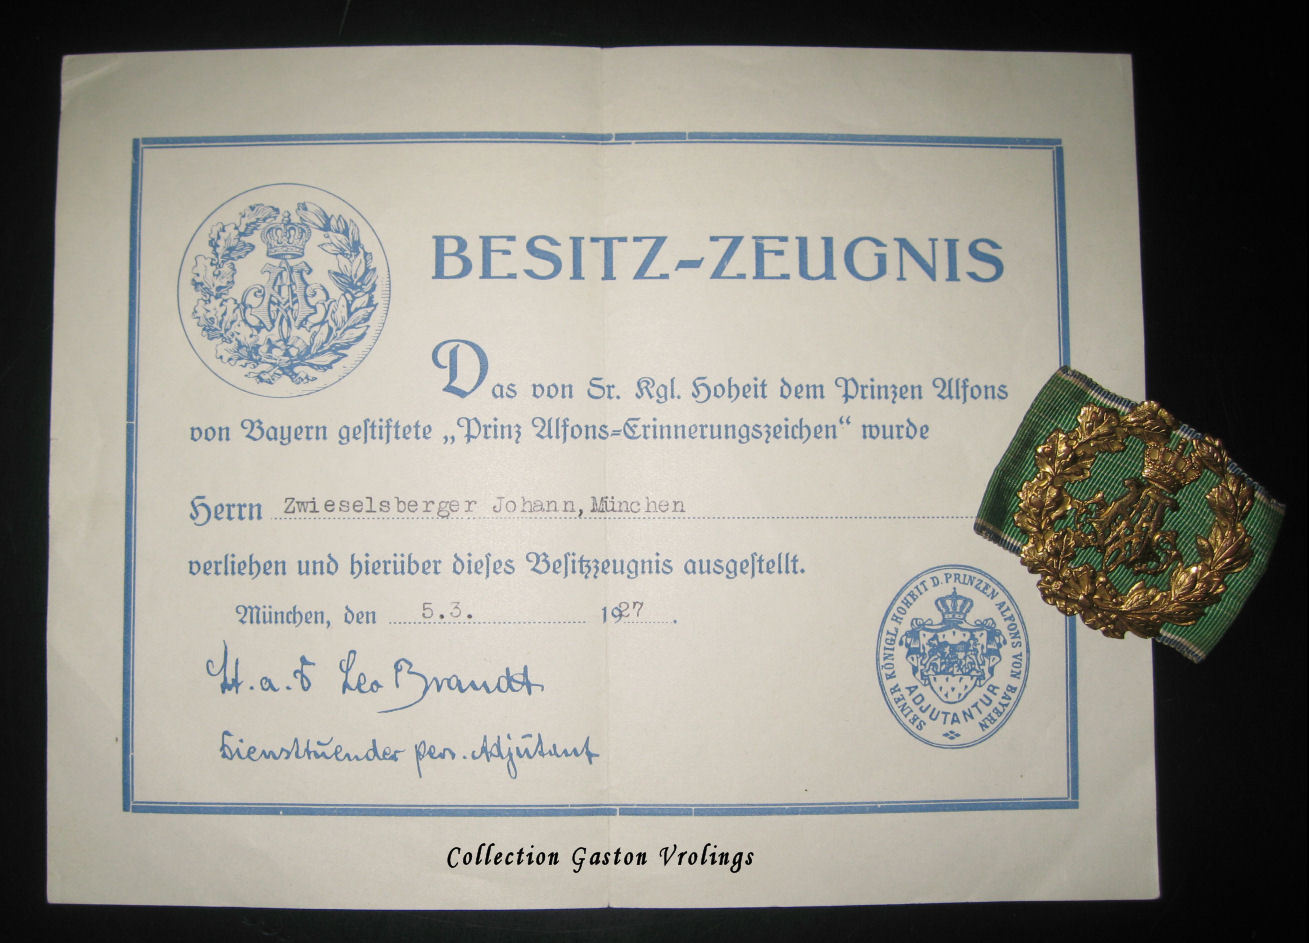 BESITZ-ZEUGNIS
Das von Sr. Kgl. Hoheit dem Prinzen Alfons
von Bayern gestiftete „Prinz Alfons=Erinnerungszeichen“ wurde
Herrn Zwieselsberger Johann, München
verliehen und hierüber dieses Besitzzeugnis ausgestellt.
München, den 5.3. 1927.
Leo Brandt
Diensttuender pers. Adjutant
SEINER KÖNIGL. HOHEIT D. PRINZEN ALFONS VON BAYERN
ADJUTANTUR
Collection Gaston Vrolings